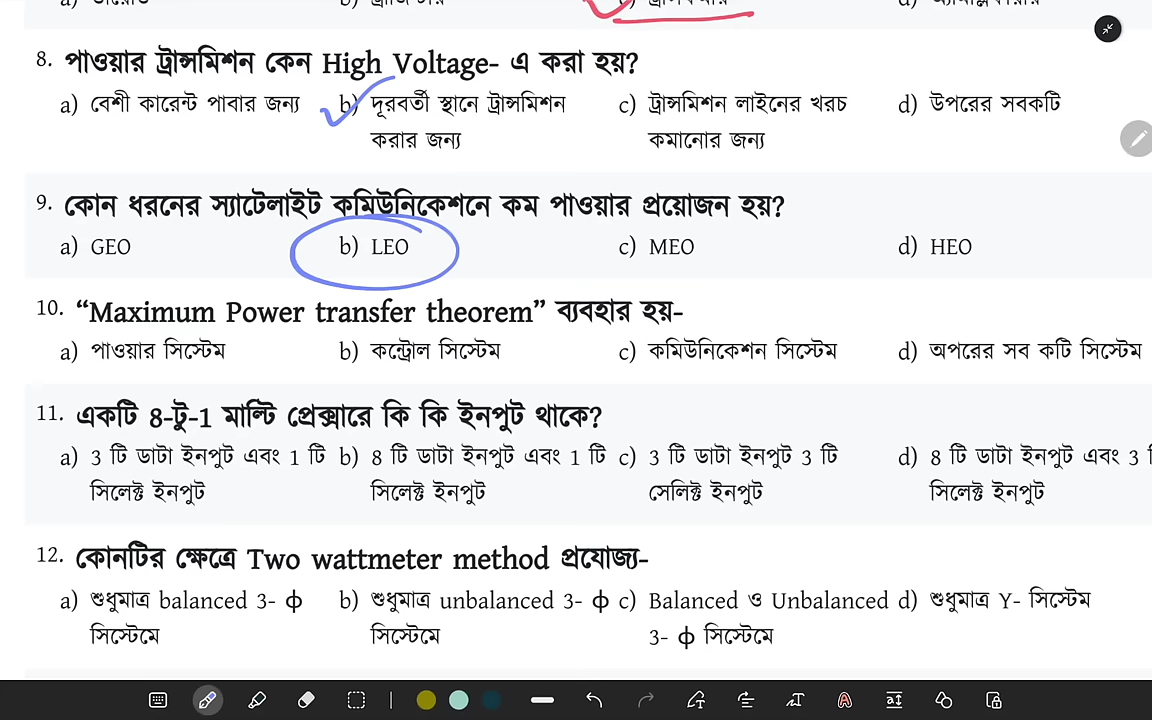 8. পাওয়ার ট্রান্সমিশন কেন High Voltage- এ করা হয়?
a) বেশী কারেন্ট পাবার জন্য b) দূরবর্তী স্থানে ট্রান্সমিশন c) ট্রান্সমিশন লাইনের খরচ d) উপরের সবকটি
করার জন্য কমানোর জন্য
9. কোন ধরনের স্যাটেলাইট কমিউনিকেশনে কম পাওয়ার প্রয়োজন হয়?
a) GEO b) LEO c) MEO d) HEO
10. “Maximum Power transfer theorem” ব্যবহার হয়-
a) পাওয়ার সিস্টেম b) কন্ট্রোল সিস্টেম c) কমিউনিকেশন সিস্টেম d) অপরের সব কটি সিস্টেম
11. একটি 8-টু-1 মাল্টি প্লেক্সারে কি কি ইনপুট থাকে?
a) 3 টি ডাটা ইনপুট এবং 1 টি b) 8 টি ডাটা ইনপুট এবং 1 টি c) 3 টি ডাটা ইনপুট 3 টি d) 8 টি ডাটা ইনপুট এবং 3
সিলেক্ট ইনপুট সিলেক্ট ইনপুট সেলিক্ট ইনপুট সিলেক্ট ইনপুট
12. কোনটির ক্ষেত্রে Two wattmeter method প্রযোজ্য-
a) শুধুমাত্র balanced 3- ϕ b) শুধুমাত্র unbalanced 3- ϕ c) Balanced ও Unbalanced d) শুধুমাত্র Y- সিস্টেম
সিস্টেমে সিস্টেমে 3- ϕ সিস্টেমে